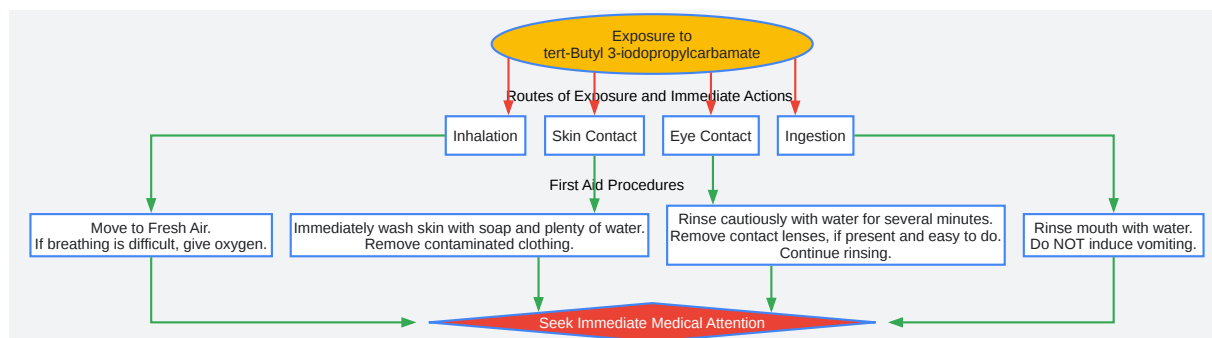 Exposure to
tert-Butyl 3-iodopropylcarbamate
Routes of Exposure and Immediate Actions
Inhalation
Skin Contact
Eye Contact
Ingestion
First Aid Procedures
Move to Fresh Air.
If breathing is difficult, give oxygen.
Immediately wash skin with soap and plenty of water.
Remove contaminated clothing.
Rinse cautiously with water for several minutes.
Remove contact lenses, if present and easy to do.
Continue rinsing.
Rinse mouth with water.
Do NOT induce vomiting.
Seek Immediate Medical Attention